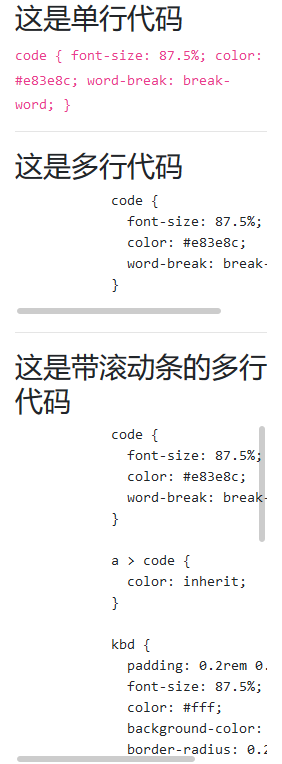 这是单行代码
code { font-size: 87.5%; color:
#e83e8c; word-break: break-
word; }
这是多行代码
code {
font-size: 87.5%;
color: #e83e8c;
word-break: break-
}
这是带滚动条的多行
代码
code {
font-size: 87.5%;
color: #e83e8c;
word-break: break-
}
a > code {
color: inherit;
}
kbd {
padding: 0.2rem 0.
font-size: 87.5%;
color: #fff;
background-color:
border-radius: 0.2